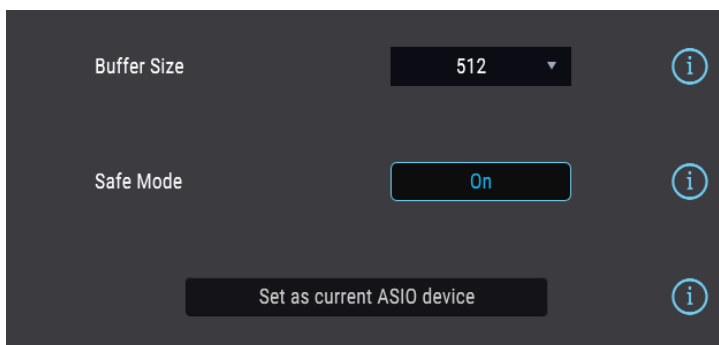 Buffer Size 512
Safe Mode On
Set as current ASIO device